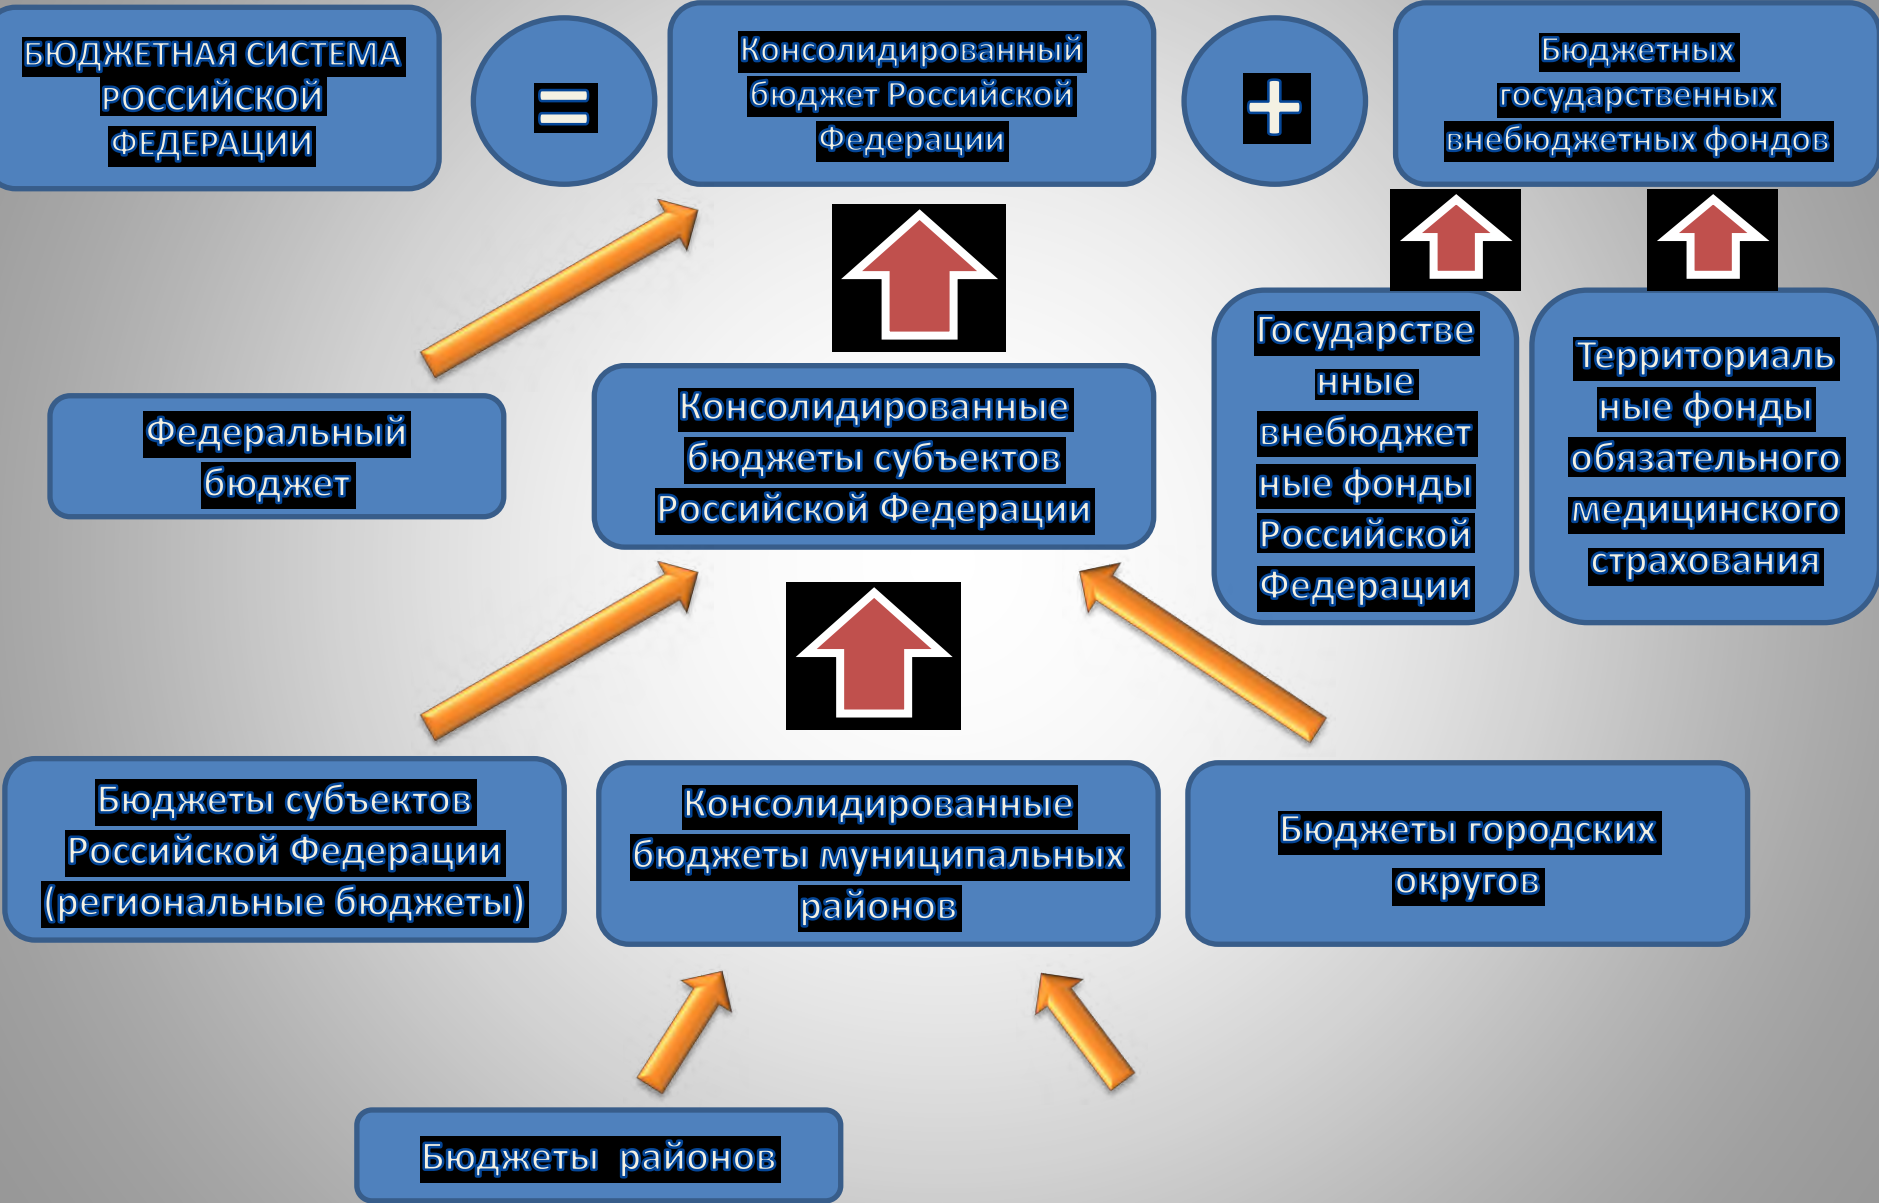 БЮДЖЕТНАЯ СИСТЕМА
РОССИЙСКОЙ
ФЕДЕРАЦИИ
=
Консолидированный
бюджет Российской
Федерации
+
Бюджетных
государственных
внебюджетных фондов
Федеральный
бюджет
Консолидированные
бюджеты субъектов
Российской Федерации
Государстве
нные
внебюджет
ные фонды
Российской
Федерации
Территориаль
ные фонды
обязательного
медицинского
страхования
Бюджеты субъектов
Российской Федерации
(региональные бюджеты)
Консолидированные
бюджеты муниципальных
районов
Бюджеты городских
округов
Бюджеты  районов